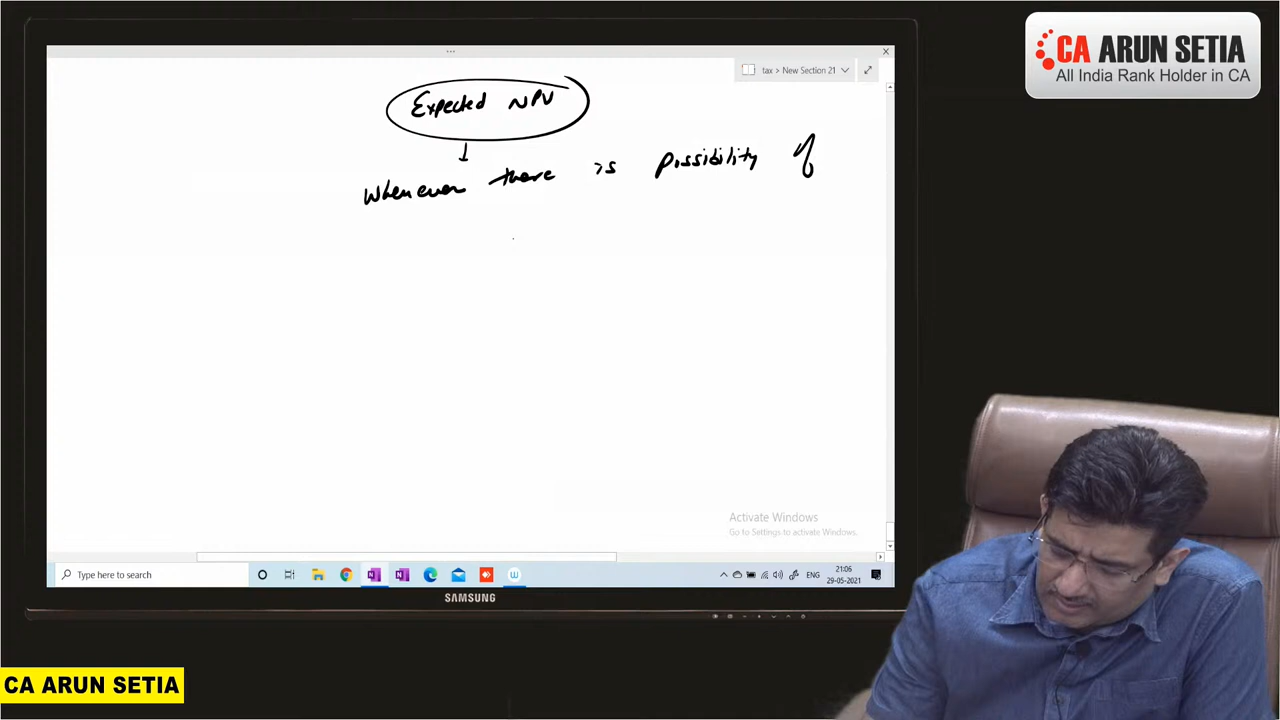 CA ARUN SETIA
All India Rank Holder in CA
tax > New Section 21
Expected NPV
Whenever there is possibility of
Activate Windows
Go to Settings to activate Windows.
Type here to search
ENG
21:06
29-05-2021
SAMSUNG
CA ARUN SETIA